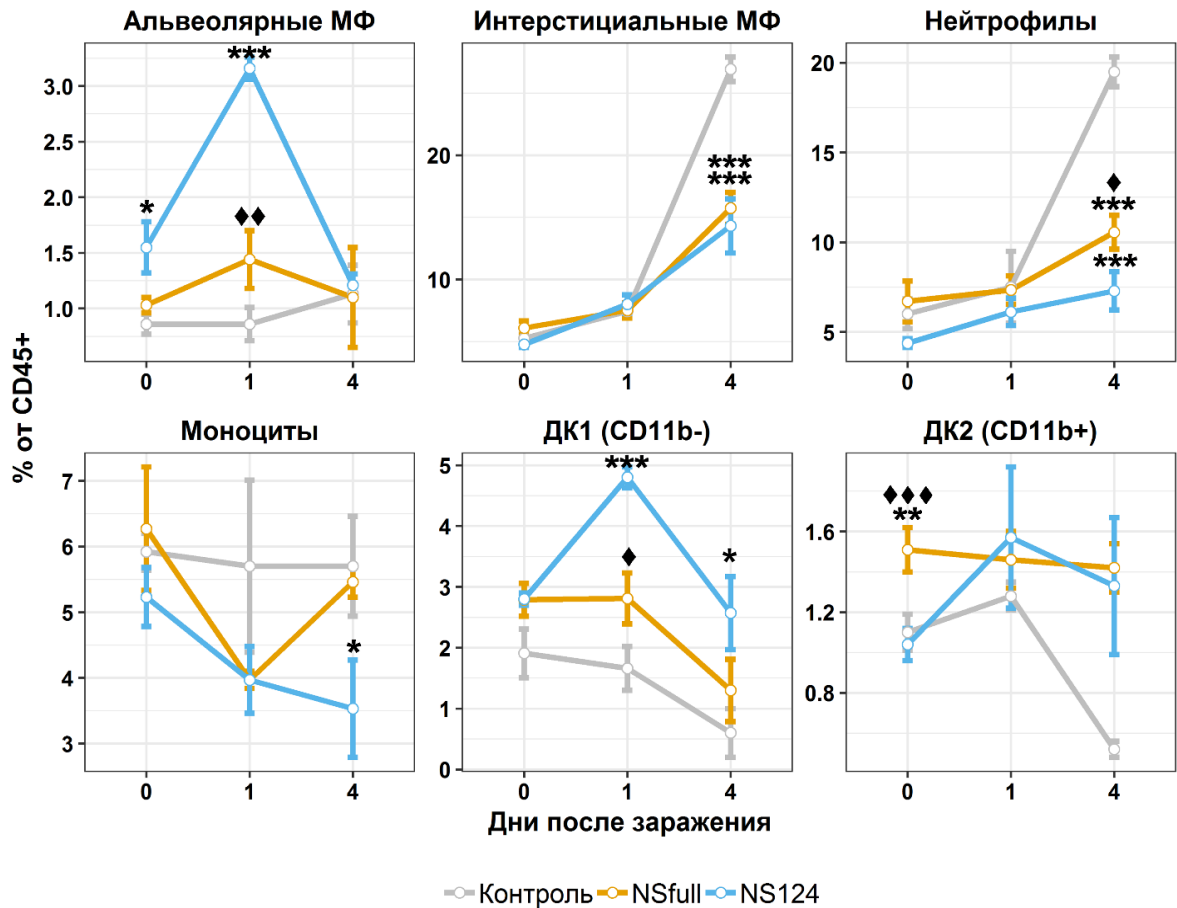 Альвеолярные МФ
Интерстициальные МФ
Нейтрофилы
3.0
2.5
2.0
1.5
1.0
***
*
♦♦
0 1 4
20
10
***
***
0 1 4
20
15
10
5
♦
***
***
0 1 4
% от CD45+
Моноциты
ДК1 (CD11b-)
ДК2 (CD11b+)
7
6
5
4
3
*
0 1 4
5
4
3
2
1
0
***
♦
*
0 1 4
1.6
1.2
0.8
♦♦♦
**
0 1 4
Дни после заражения
Контроль NSfull NS124